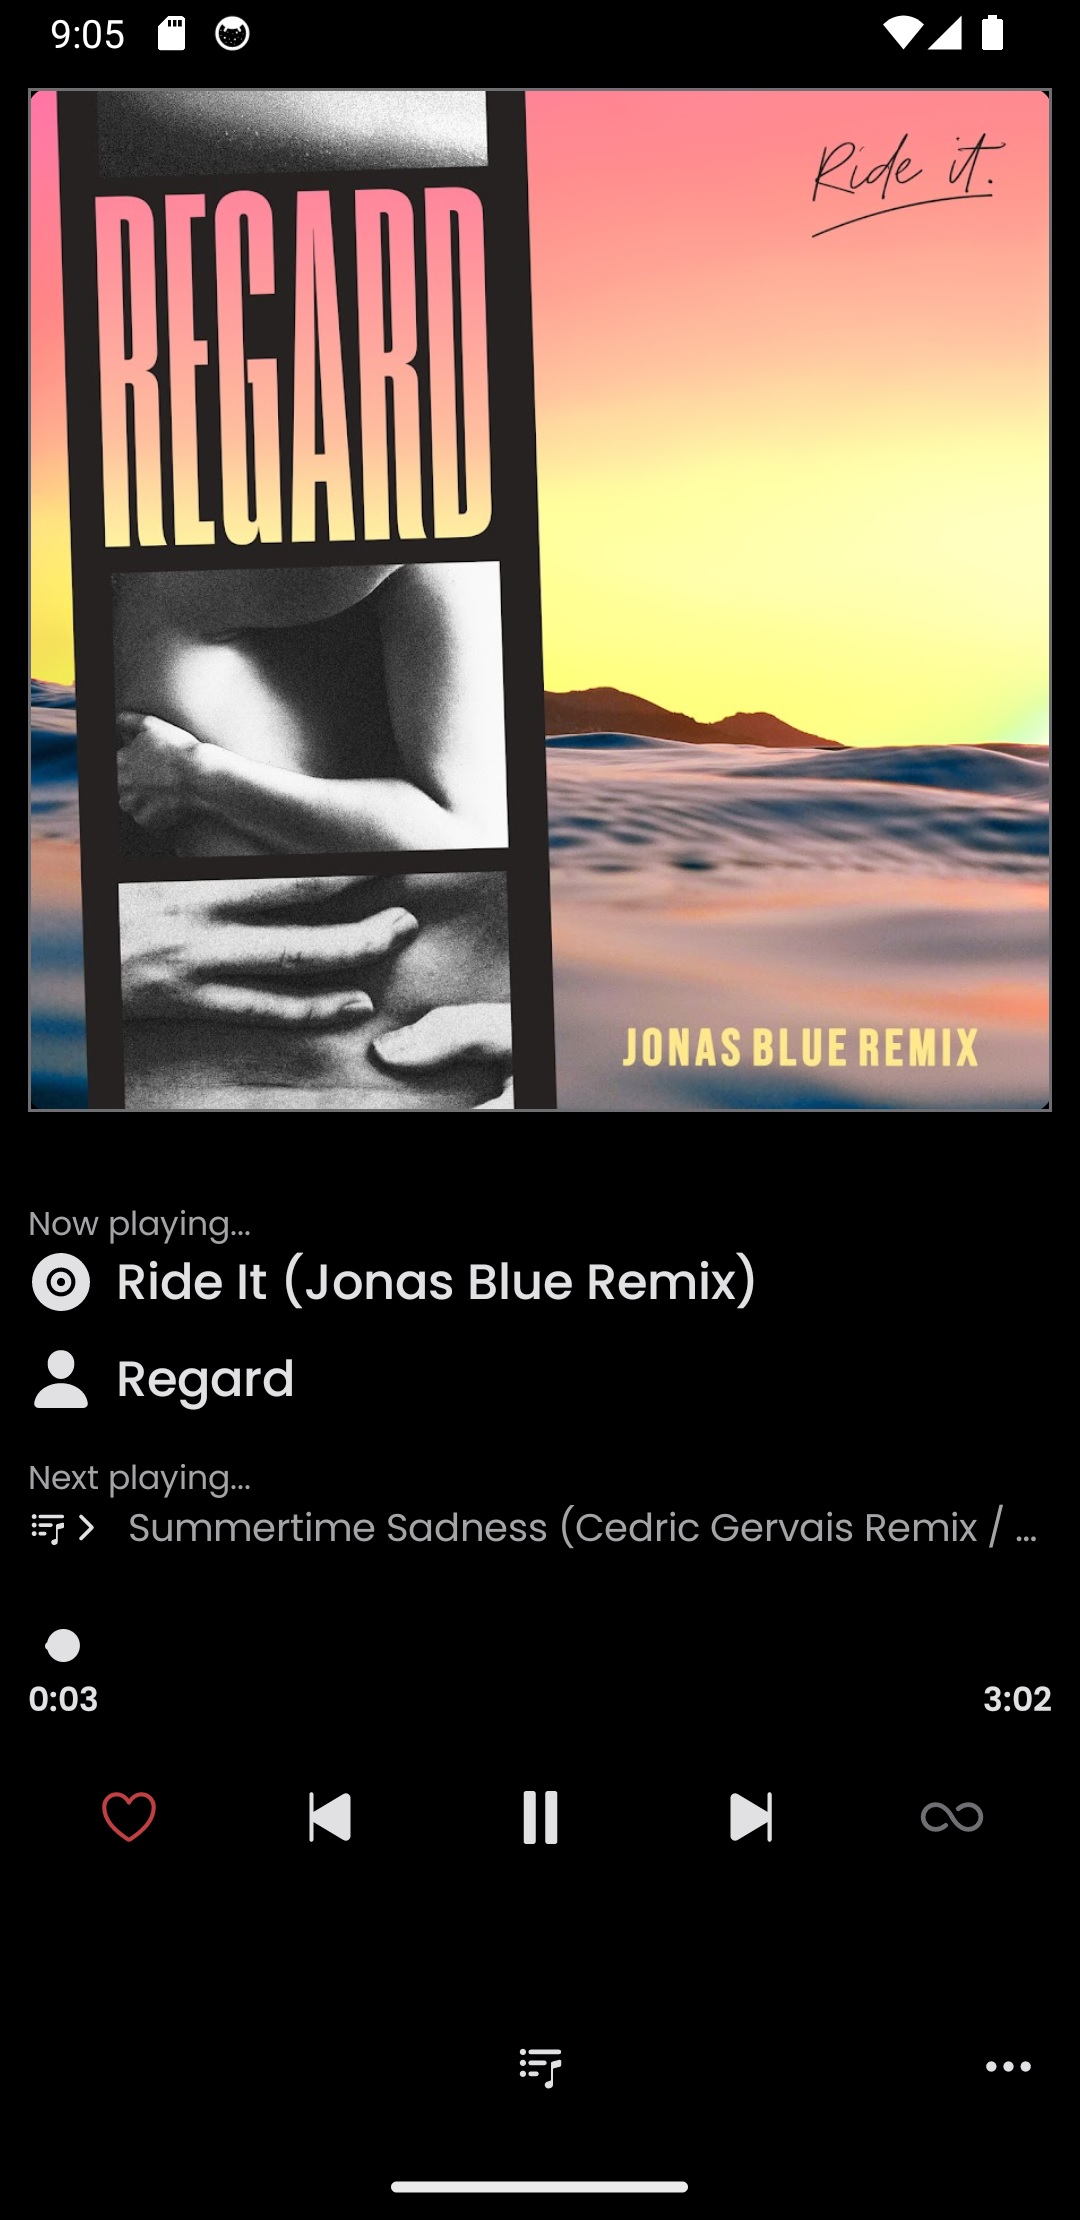 9:05
Ride it.
REGARD
JONAS BLUE REMIX
Now playing...
Ride It (Jonas Blue Remix)
Regard
Next playing...
Summertime Sadness (Cedric Gervais Remix / ...
0:03
3:02